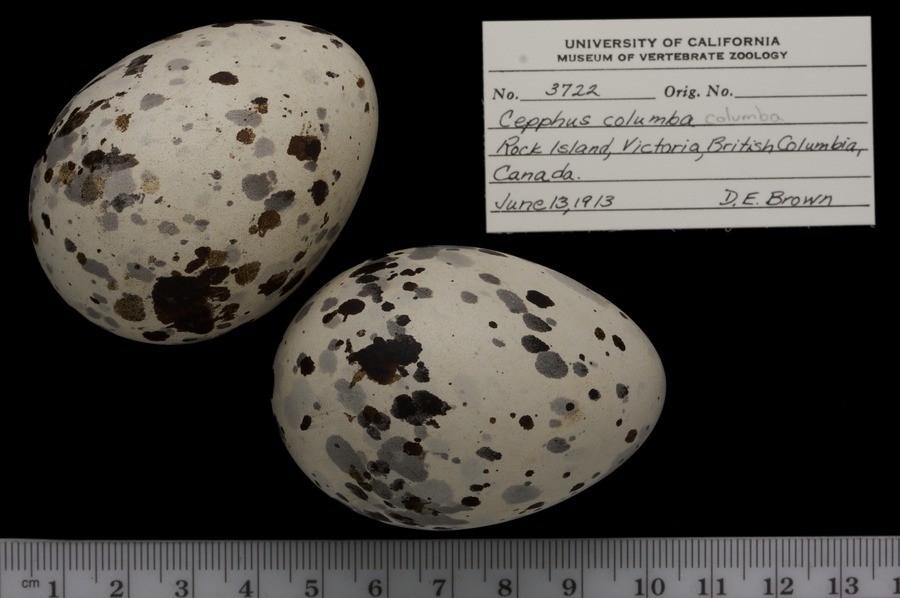 UNIVERSITY OF CALIFORNIA
MUSEUM OF VERTEBRATE ZOOLOGY
No. 3722 Orig. No.
Cepphus columba columba
Rock Island, Victoria, British Columbia,
Canada.
June 13, 1913 D. E. Brown
cm 1 2 3 4 5 6 7 8 9 10 11 12 13